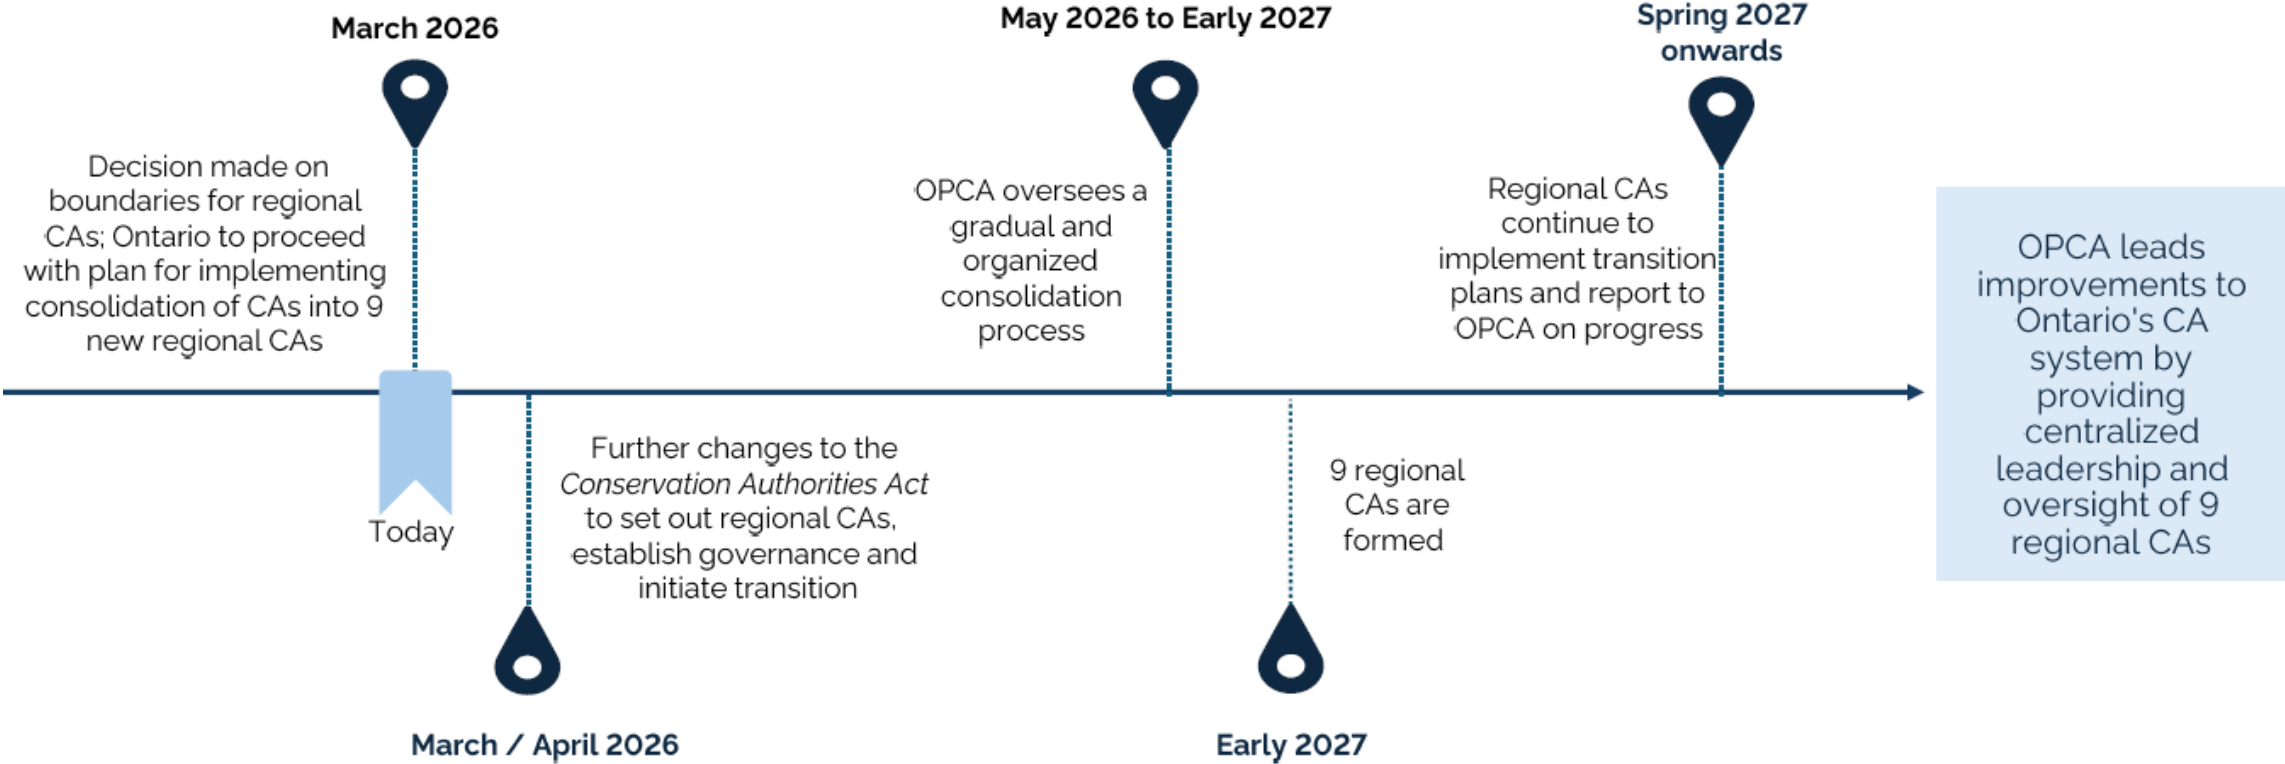 March 2026
Decision made on
boundaries for regional
CAs; Ontario to proceed
with plan for implementing
consolidation of CAs into 9
new regional CAs
Today
Further changes to the
Conservation Authorities Act
to set out regional CAs,
establish governance and
initiate transition
March / April 2026
May 2026 to Early 2027
OPCA oversees a
gradual and
organized
consolidation
process
9 regional
CAs are
formed
Early 2027
Spring 2027
onwards
Regional CAs
continue to
implement transition
plans and report to
OPCA on progress
OPCA leads
improvements to
Ontario's CA
system by
providing
centralized
leadership and
oversight of 9
regional CAs